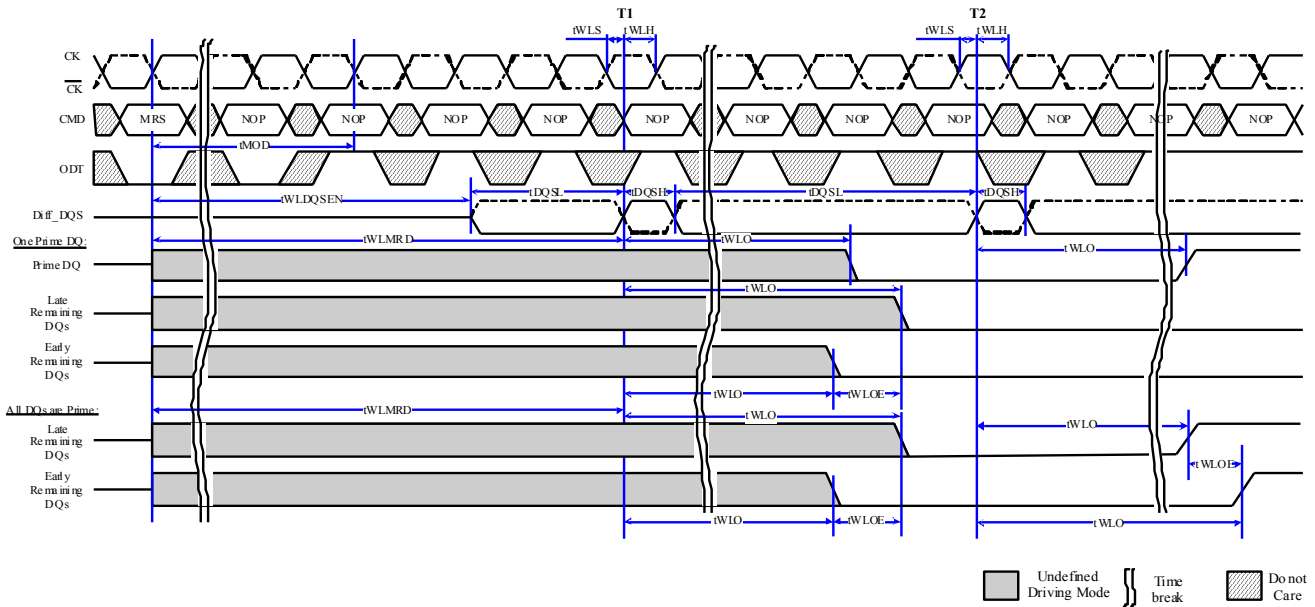 T1 T2
tWLS tWLH tWLS tWLH
CK
CK
CMD MRS NOP NOP NOP NOP NOP NOP NOP NOP NOP NOP NOP
tMOD
ODT
tWLDQSEN tDQSL tDQSH tDQSL tDQSH
Diff_DQS
tWLMRD tWLO tWLO
One Prime DQ:
Prime DQ
tWLO
Late
Remaining
DQs
Early
Remaining
DQs
tWLO tWLOE
All DQs are Prime:
tWLMRD tWLO
Late
Remaining
DQs
tWLO
tWLOE
Early
Remaining
DQs
tWLO tWLOE tWLO
Undefined
Driving Mode
Time
break
Do not
Care